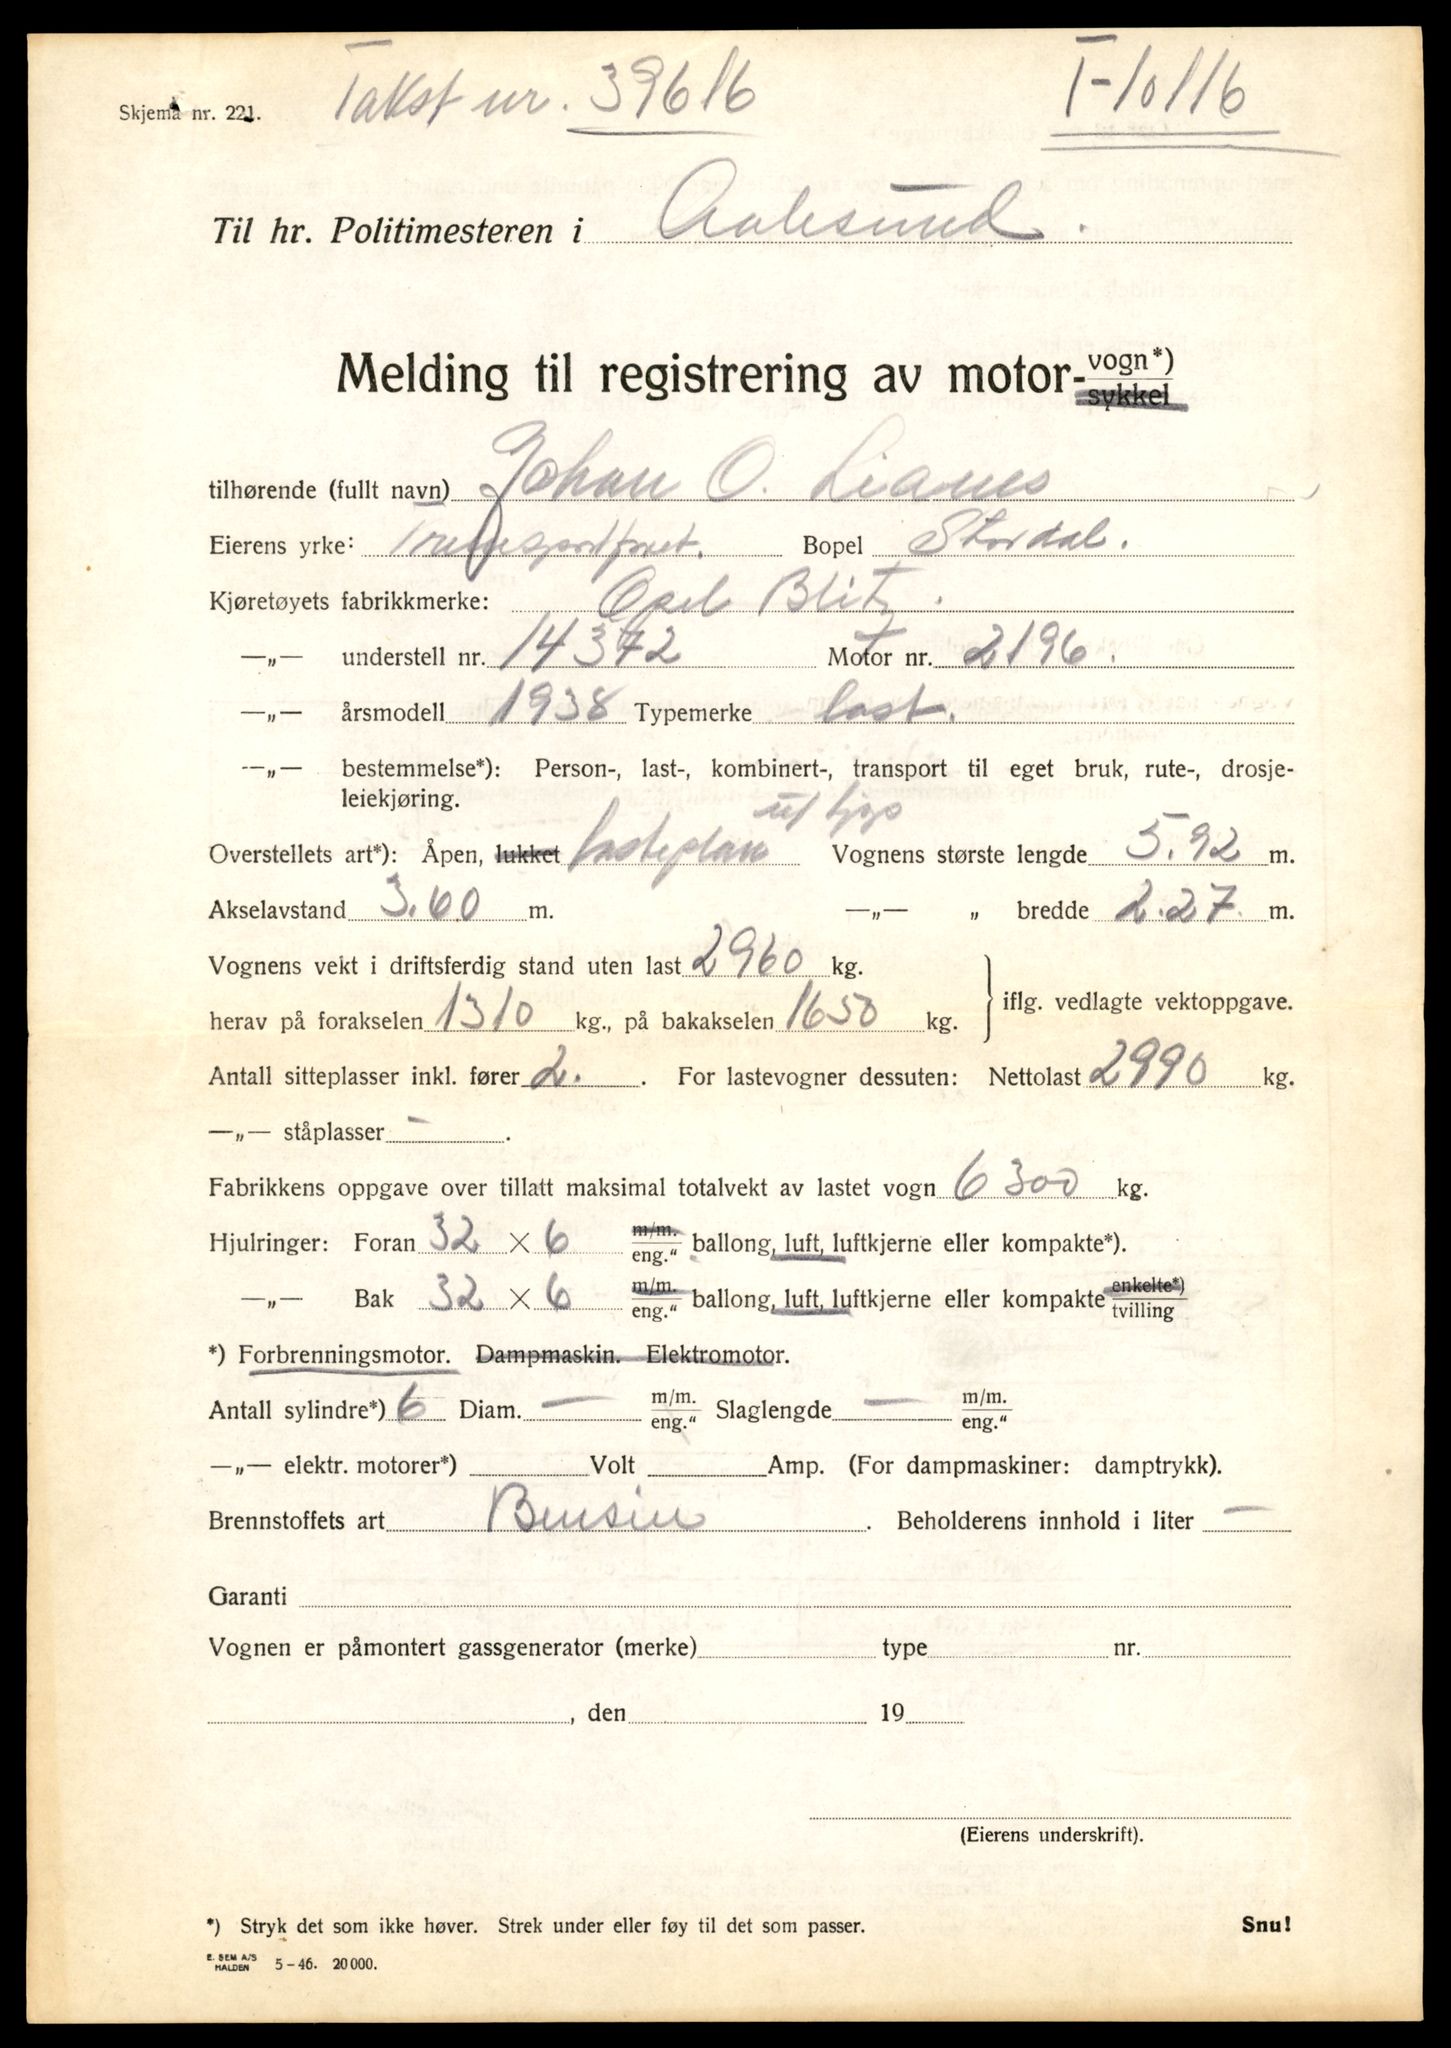 Takst nr. 39616
T-10116
Skjema nr. 221.
Til hr. Politimesteren i Aalesund.
Melding til registrering av motor-vogn*)
sykkel
tilhørende (fullt navn) Johan O. Lianes
Eierens yrke: Bopel Stordal.
Kjøretøyets fabrikkmerke: Opel Blitz.
—„— understell nr. 14372 Motor nr. 2196.
—„— årsmodell 1938 Typemerke last.
—„— bestemmelse*): Person-, last-, kombinert-, transport til eget bruk, rute-, drosje-
leiekjøring.
Overstellets art*): Åpen, lukket lasteplan Vognens største lengde 5.92 m.
Akselavstand 3.60 m. —„— „ bredde 2.27 m.
Vognens vekt i driftsferdig stand uten last 2960 kg.
herav på forakselen 1310 kg., på bakakselen 1650 kg. iflg. vedlagte vektoppgave.
Antall sitteplasser inkl. fører 2. . For lastevogner dessuten: Nettolast 2990 kg.
—„— ståplasser - .
Fabrikkens oppgave over tillatt maksimal totalvekt av lastet vogn 6300 kg.
Hjulringer: Foran 32 × 6 m/m. eng." ballong, luft, luftkjerne eller kompakte*).
—„— Bak 32 × 6 m/m. eng." ballong, luft, luftkjerne eller kompakte enkelte*) tvilling
*) Forbrenningsmotor. Dampmaskin. Elektromotor.
Antall sylindre*) 6 Diam. — m/m. eng." Slaglengde — m/m. eng."
—„— elektr. motorer*) Volt Amp. (For dampmaskiner: damptrykk).
Brennstoffets art Bensin . Beholderens innhold i liter —
Garanti
Vognen er påmontert gassgenerator (merke) type nr.
, den 19
(Eierens underskrift).
*) Stryk det som ikke høver. Strek under eller føy til det som passer. Snu!
E. SEM A/S
HALDEN 5-46. 20000.